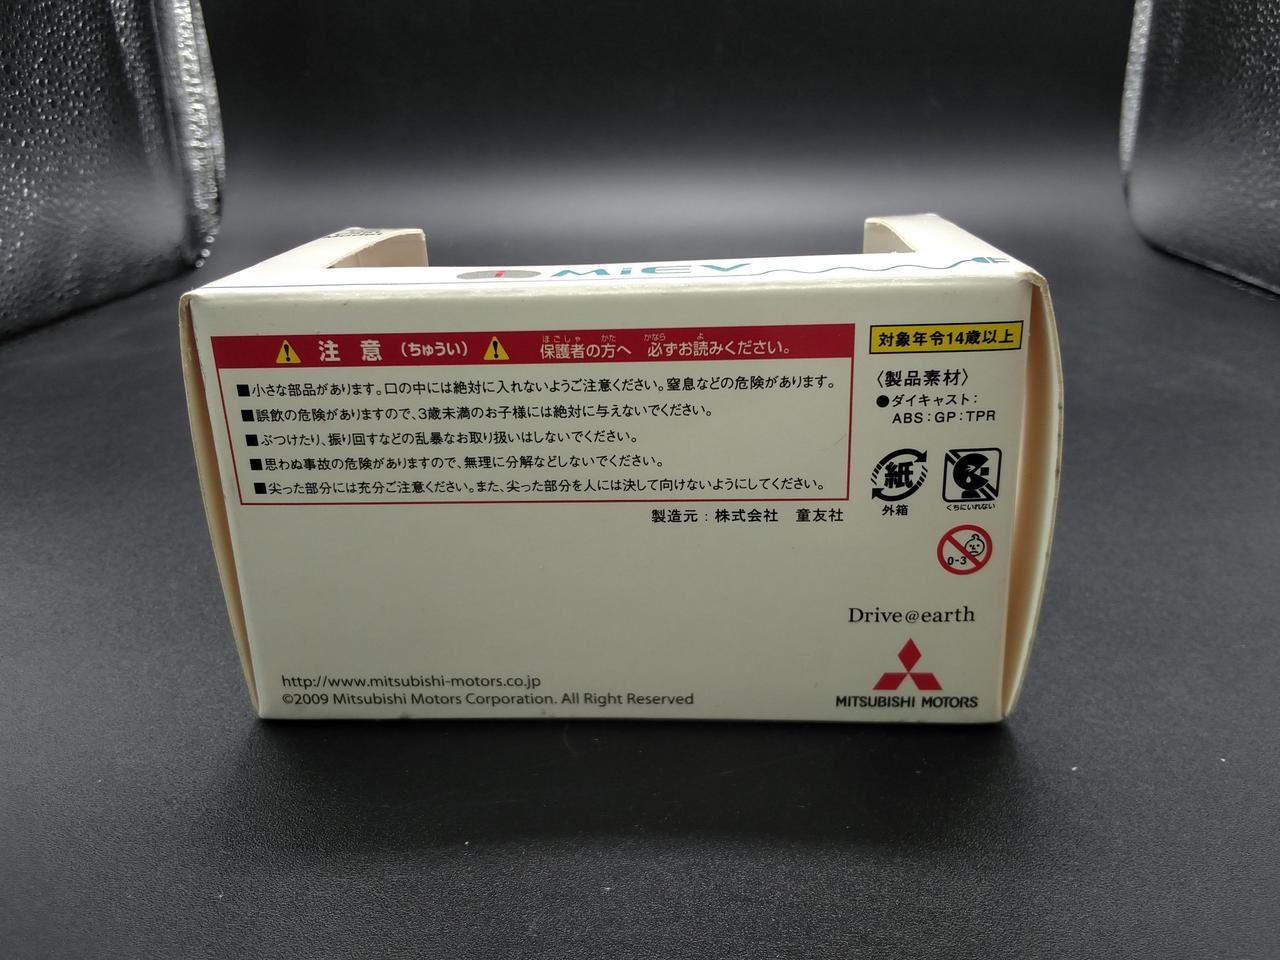 i MiEV
注 意 （ちゅうい） 保護者の方へ 必ずお読みください。
ほごしゃ かた かなら よ
■小さな部品があります。口の中には絶対に入れないようご注意ください。窒息などの危険があります。
■誤飲の危険がありますので、3歳未満のお子様には絶対に与えないでください。
■ぶつけたり、振り回すなどの乱暴なお取り扱いはしないでください。
■思わぬ事故の危険がありますので、無理に分解などしないでください。
■尖った部分には充分ご注意ください。また、尖った部分を人には決して向けないようにしてください。
製造元：株式会社 童友社
対象年令14歳以上
〈製品素材〉
●ダイキャスト：
ABS：GP：TPR
紙
外箱
くちにいれない
0-3
Drive@earth
MITSUBISHI MOTORS
http://www.mitsubishi-motors.co.jp
©2009 Mitsubishi Motors Corporation. All Right Reserved